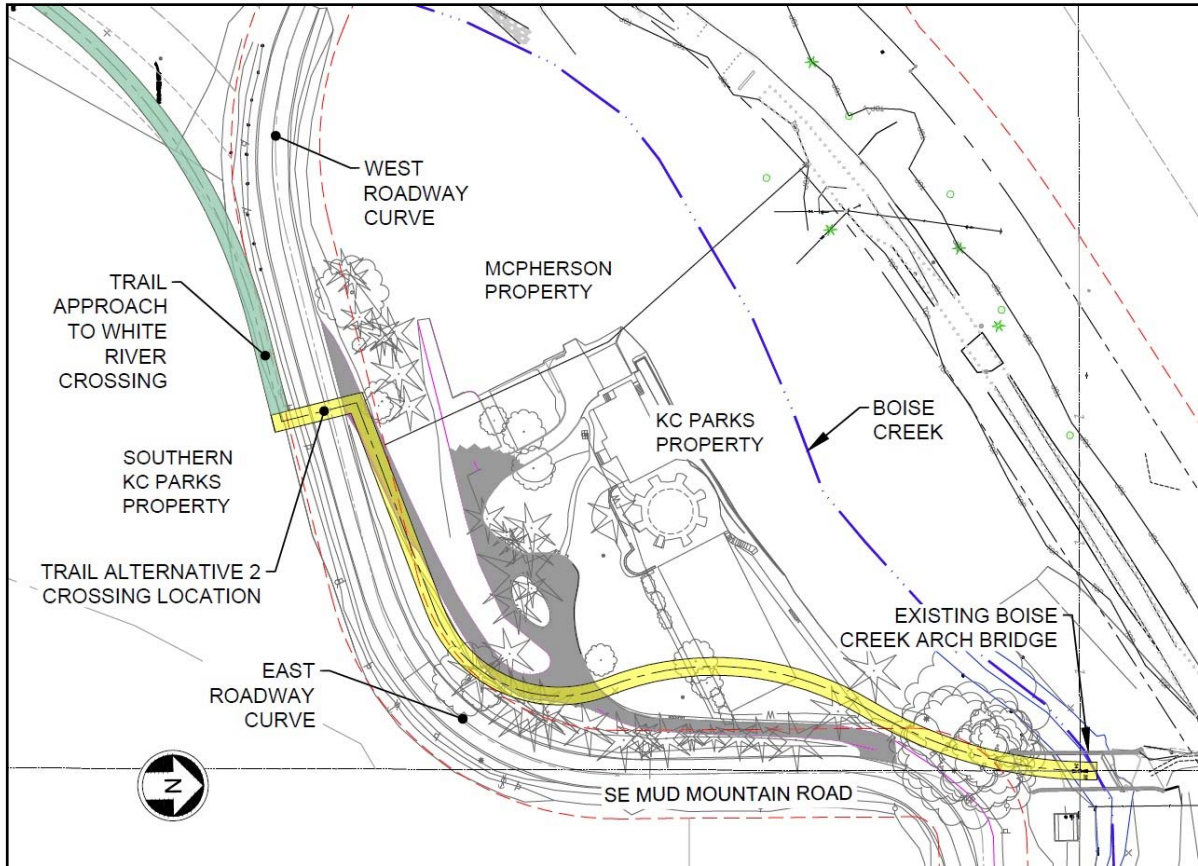 WEST
ROADWAY
CURVE
TRAIL
APPROACH
TO WHITE
RIVER
CROSSING
MCPHERSON
PROPERTY
KC PARKS
PROPERTY
BOISE
CREEK
SOUTHERN
KC PARKS
PROPERTY
TRAIL ALTERNATIVE 2
CROSSING LOCATION
EXISTING BOISE
CREEK ARCH BRIDGE
EAST
ROADWAY
CURVE
N
SE MUD MOUNTAIN ROAD
W
W